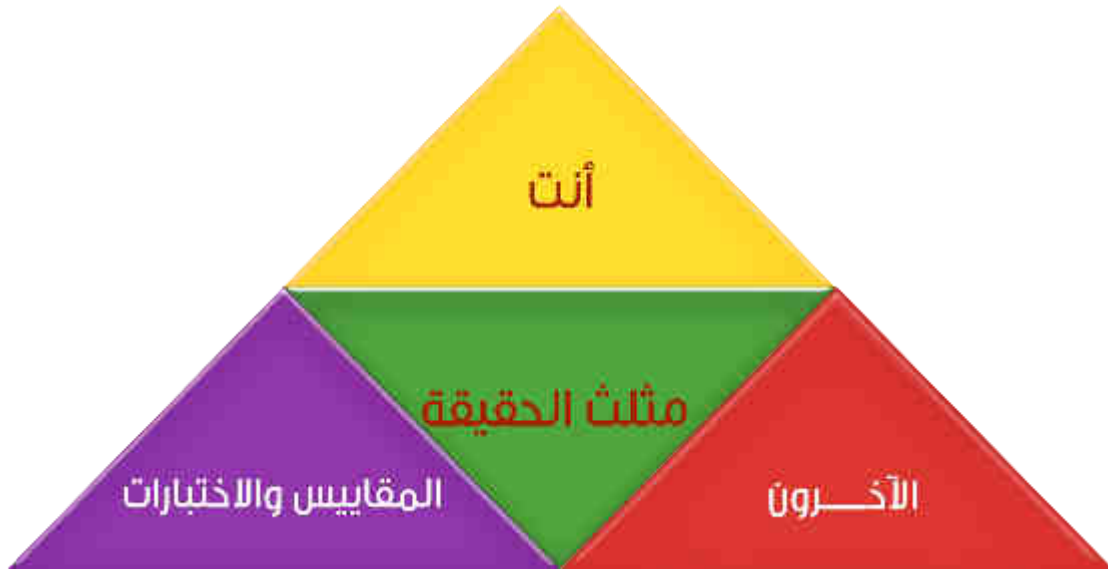 أنت
مثلث الحقيقة
الآخـــرون
المقاييس والاختبارات